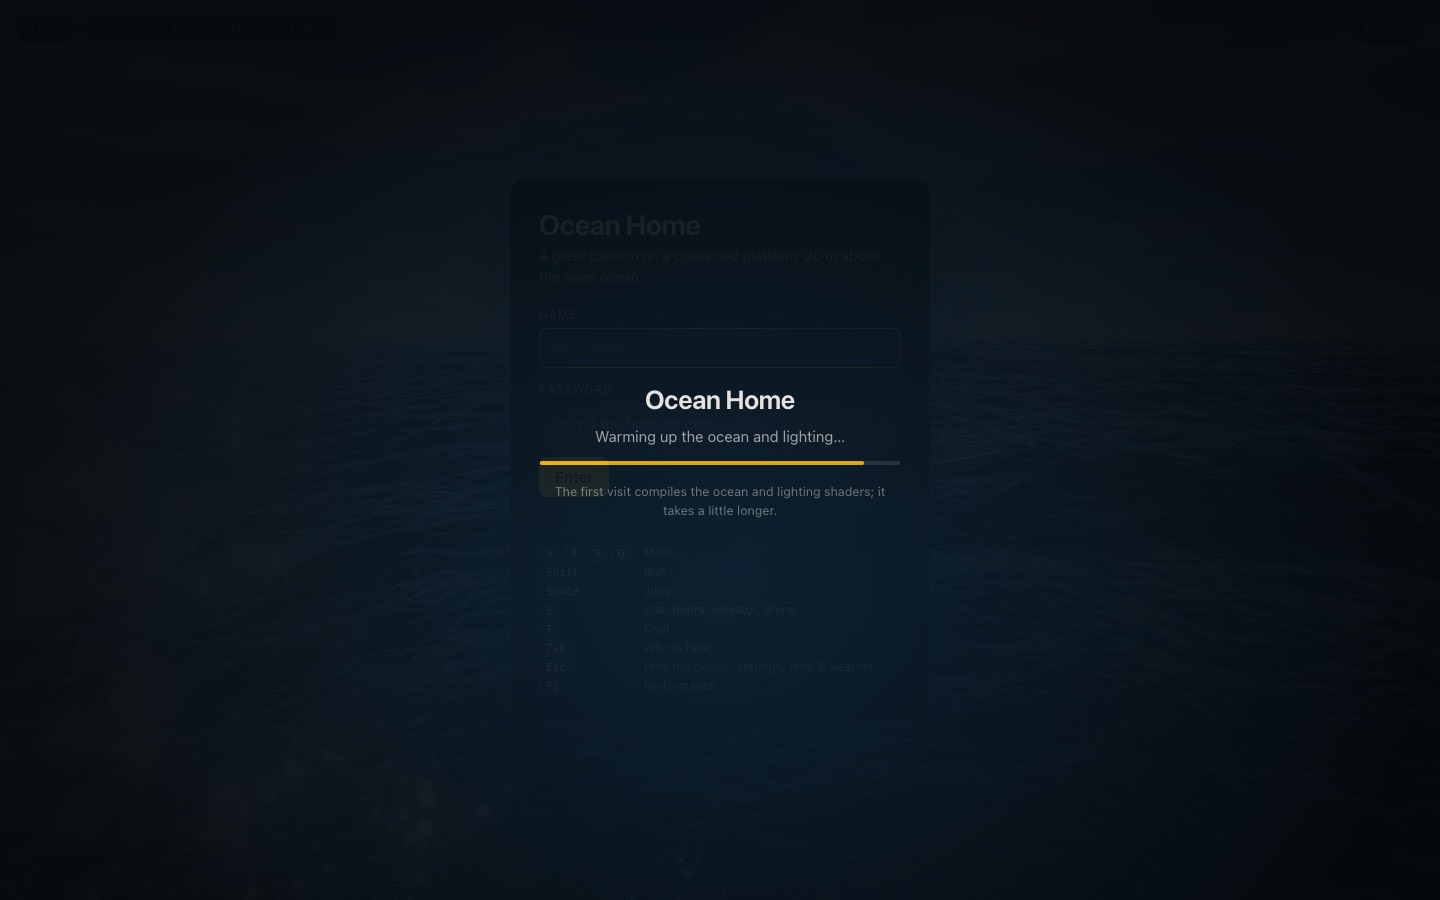 Ocean Home
A glass pavilion on a converted platform, 20 m above
the open ocean.
NAME
Your name
PASSWORD
Ocean Home
Warming up the ocean and lighting...
Enter
The first visit compiles the ocean and lighting shaders; it
takes a little longer.
W A S D Move
Shift Run
Space Jump
E Use: doors, elevator, drone
T Chat
Tab Who is here
Esc Free the cursor: settings, time & weather
F3 Performance